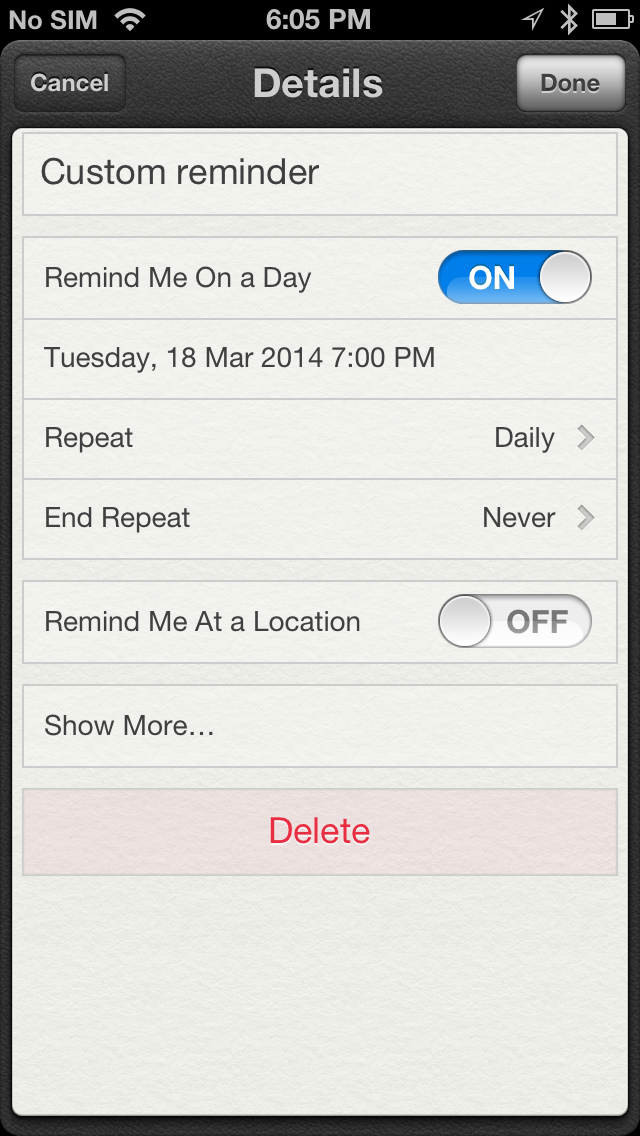 No SIM 6:05 PM
Cancel Details Done
Custom reminder
Remind Me On a Day ON
Tuesday, 18 Mar 2014 7:00 PM
Repeat Daily
End Repeat Never
Remind Me At a Location OFF
Show More...
Delete